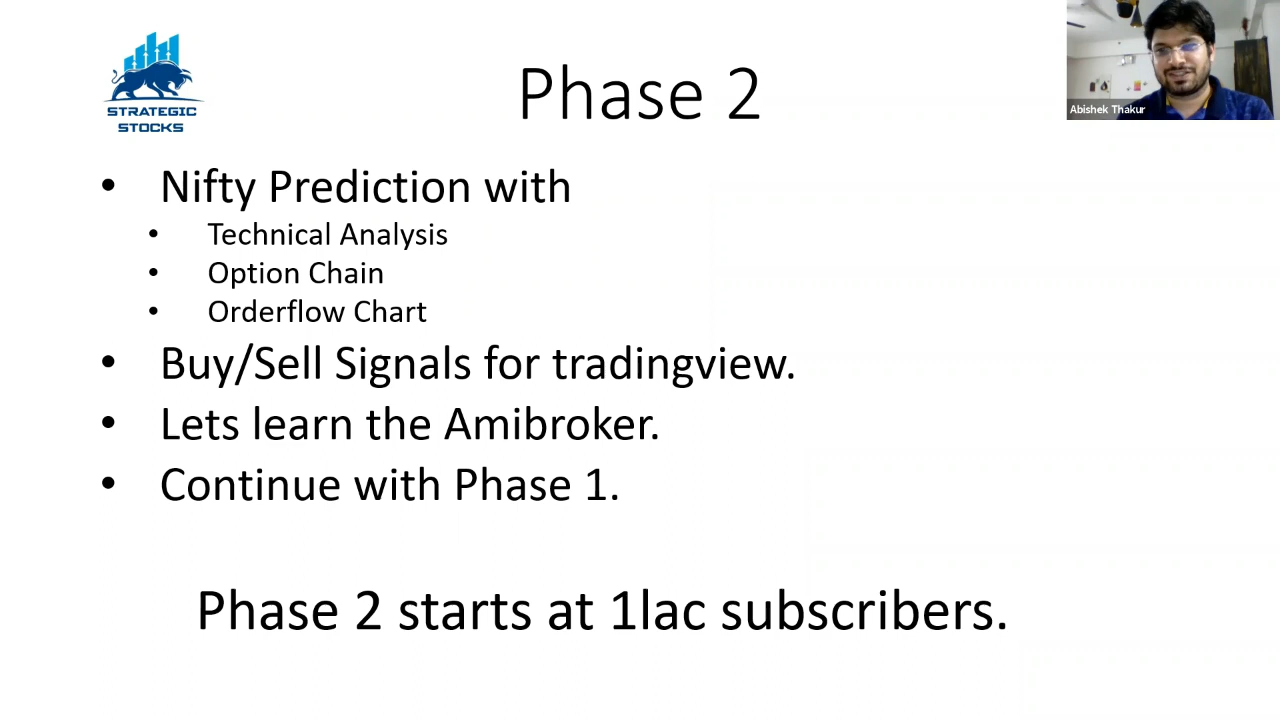 STRATEGIC
STOCKS
Phase 2
Abishek Thakur
• Nifty Prediction with
• Technical Analysis
• Option Chain
• Orderflow Chart
• Buy/Sell Signals for tradingview.
• Lets learn the Amibroker.
• Continue with Phase 1.
Phase 2 starts at 1lac subscribers.